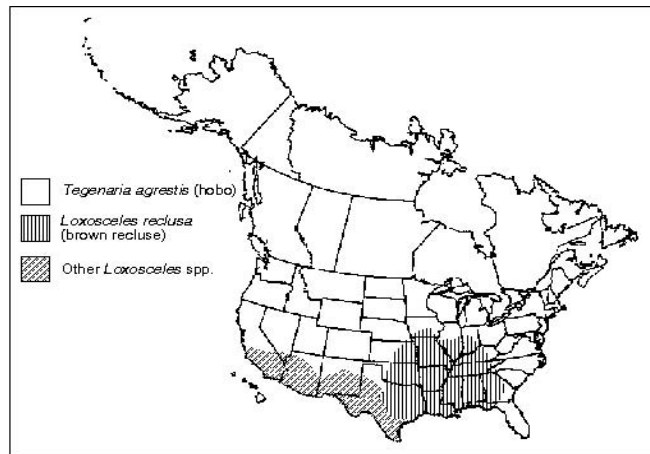 Tegenaria agrestis (hobo)
Loxosceles reclusa
(brown recluse)
Other Loxosceles spp.